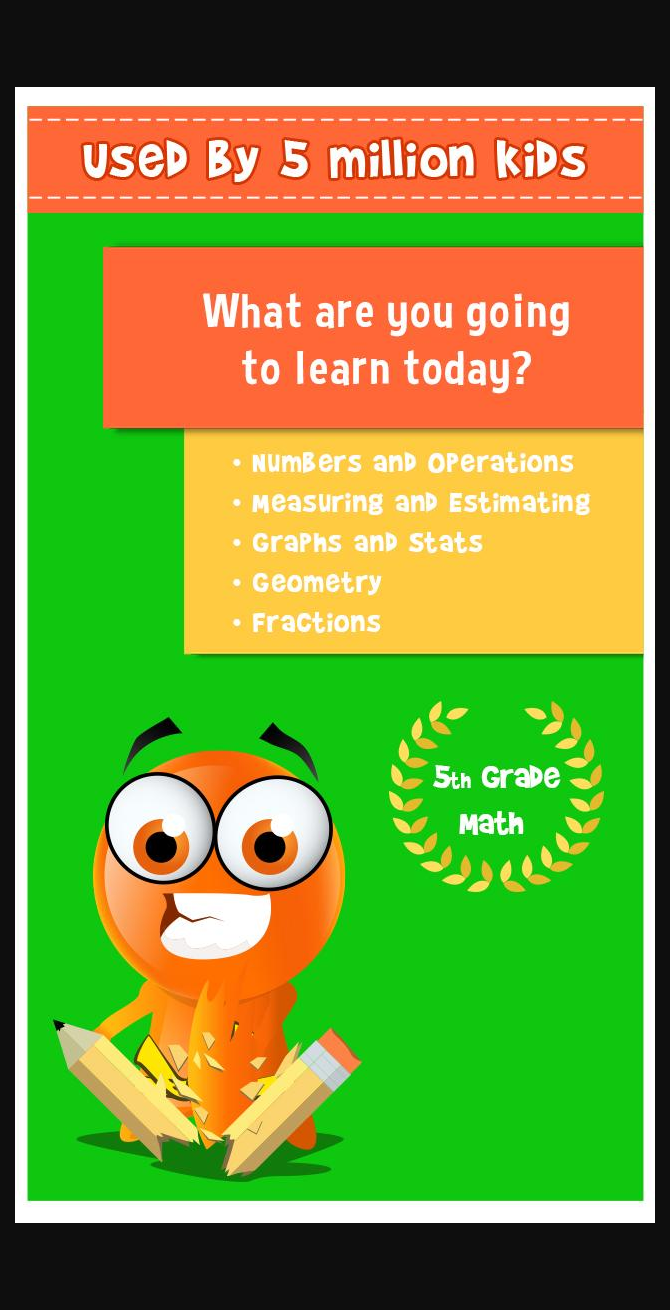 Used By 5 million kids
What are you going
to learn today?
• Numbers and Operations
• Measuring and Estimating
• Graphs and Stats
• Geometry
• Fractions
5th Grade
Math